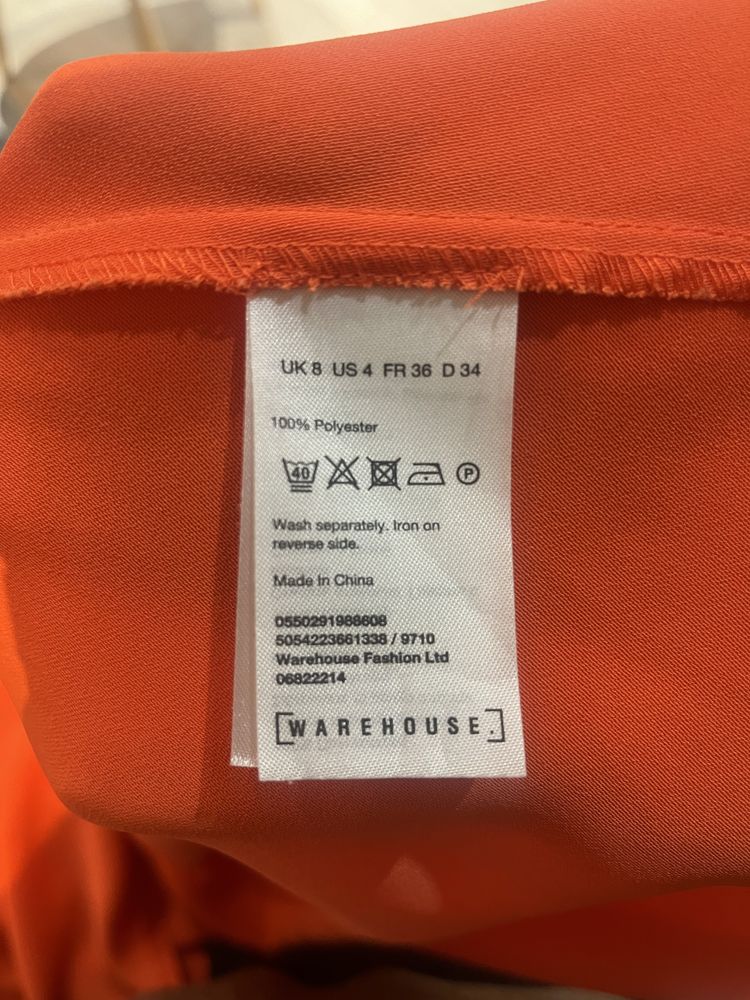 UK 8 US 4 FR 36 D 34
100% Polyester
40 P
Wash separately. Iron on
reverse side.
Made In China
0550291988608
5054223661338 / 9710
Warehouse Fashion Ltd
06822214
[WAREHOUSE.]